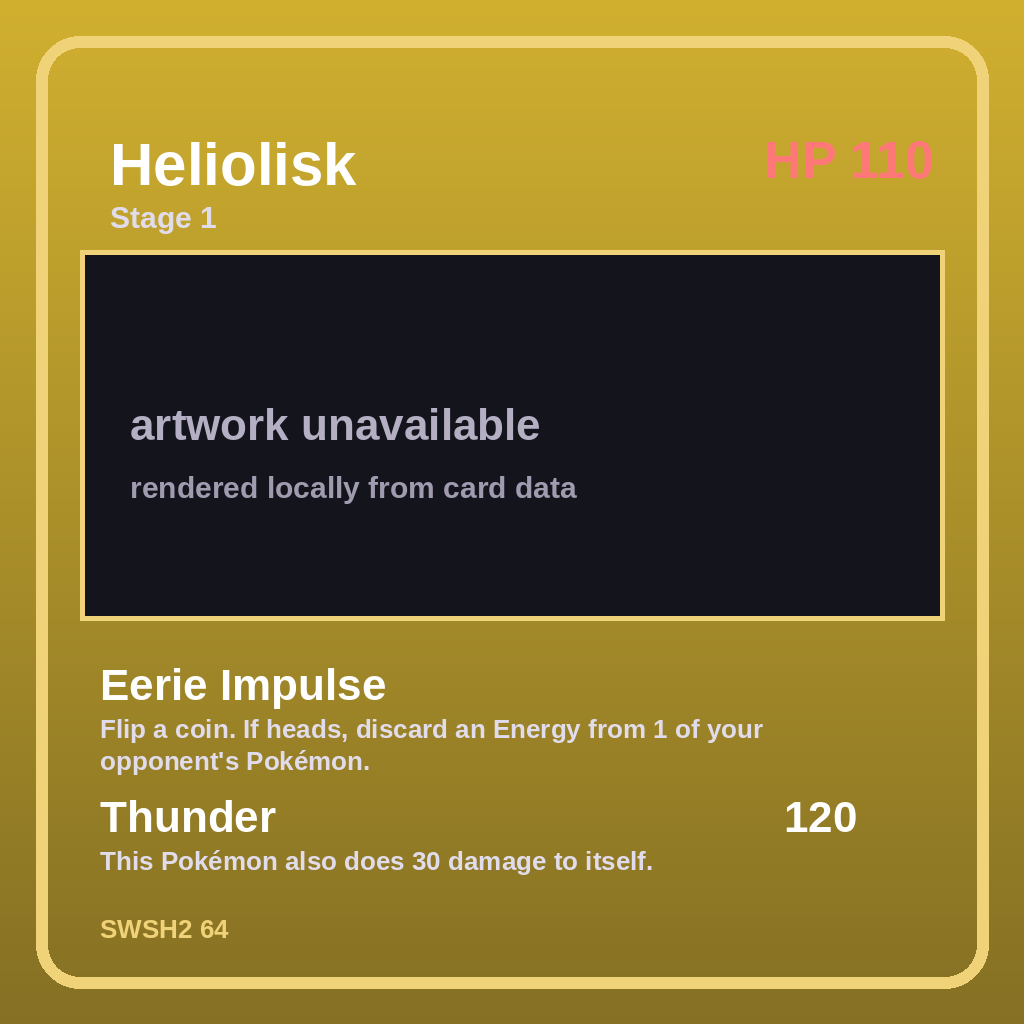 Heliolisk
HP 110
Stage 1
artwork unavailable
rendered locally from card data
Eerie Impulse
Flip a coin. If heads, discard an Energy from 1 of your
opponent's Pokémon.
Thunder 120
This Pokémon also does 30 damage to itself.
SWSH2 64